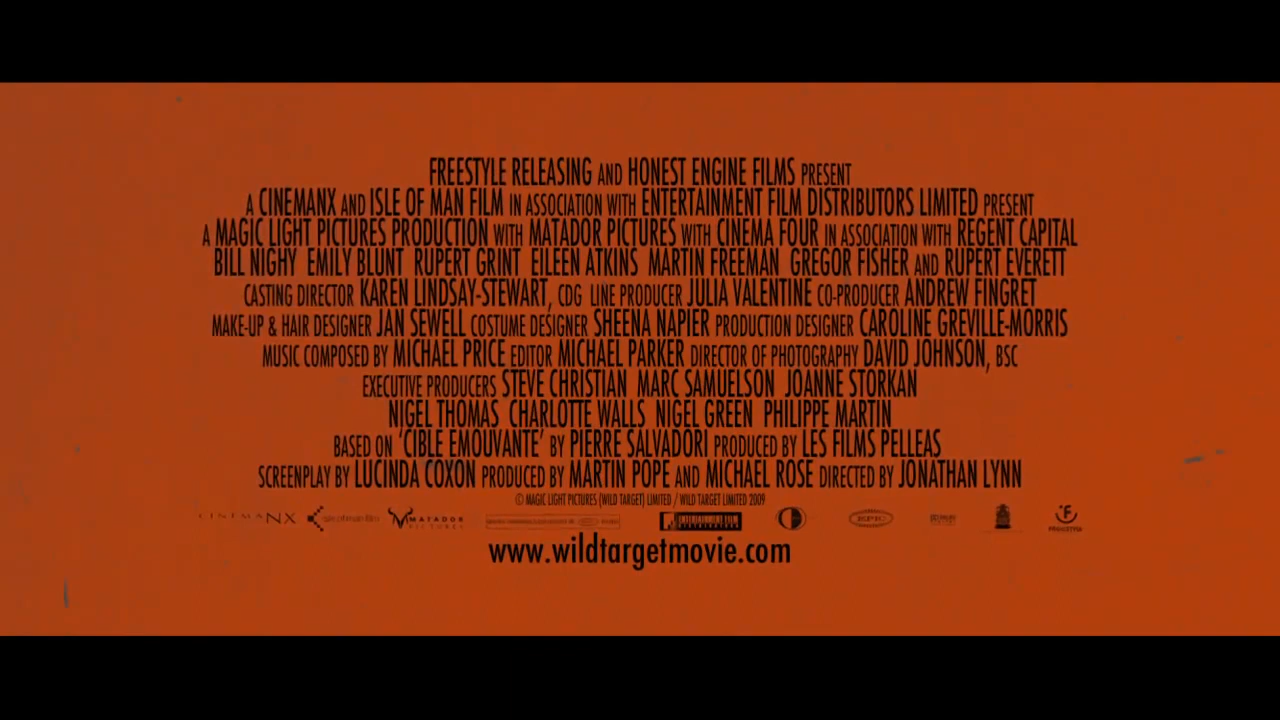 FREESTYLE RELEASING AND HONEST ENGINE FILMS PRESENT
A CINEMANX AND ISLE OF MAN FILM IN ASSOCIATION WITH ENTERTAINMENT FILM DISTRIBUTORS LIMITED PRESENT
A MAGIC LIGHT PICTURES PRODUCTION WITH MATADOR PICTURES WITH CINEMA FOUR IN ASSOCIATION WITH REGENT CAPITAL
BILL NIGHY EMILY BLUNT RUPERT GRINT EILEEN ATKINS MARTIN FREEMAN GREGOR FISHER AND RUPERT EVERETT
CASTING DIRECTOR KAREN LINDSAY-STEWART, CDG LINE PRODUCER JULIA VALENTINE CO-PRODUCER ANDREW FINGRET
MAKE-UP & HAIR DESIGNER JAN SEWELL COSTUME DESIGNER SHEENA NAPIER PRODUCTION DESIGNER CAROLINE GREVILLE-MORRIS
MUSIC COMPOSED BY MICHAEL PRICE EDITOR MICHAEL PARKER DIRECTOR OF PHOTOGRAPHY DAVID JOHNSON, BSC
EXECUTIVE PRODUCERS STEVE CHRISTIAN MARC SAMUELSON JOANNE STORKAN
NIGEL THOMAS CHARLOTTE WALLS NIGEL GREEN PHILIPPE MARTIN
BASED ON 'CIBLE EMOUVANTE' BY PIERRE SALVADORI PRODUCED BY LES FILMS PELLEAS
SCREENPLAY BY LUCINDA COXON PRODUCED BY MARTIN POPE AND MICHAEL ROSE DIRECTED BY JONATHAN LYNN
© MAGIC LIGHT PICTURES (WILD TARGET) LIMITED / WILD TARGET LIMITED 2009
CINEMANX MATADOR PICTURES ENTERTAINMENT FILM FREESTYLE
www.wildtargetmovie.com